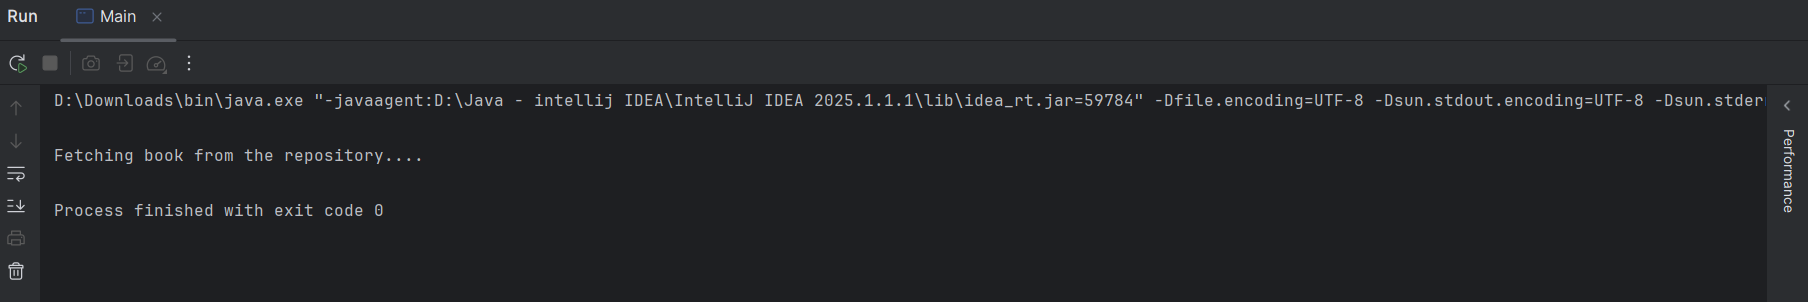 Run
Main
D:\Downloads\bin\java.exe "-javaagent:D:\Java - intellij IDEA\IntelliJ IDEA 2025.1.1.1\lib\idea_rt.jar=59784" -Dfile.encoding=UTF-8 -Dsun.stdout.encoding=UTF-8 -Dsun.stder
Fetching book from the repository....
Process finished with exit code 0
Performance